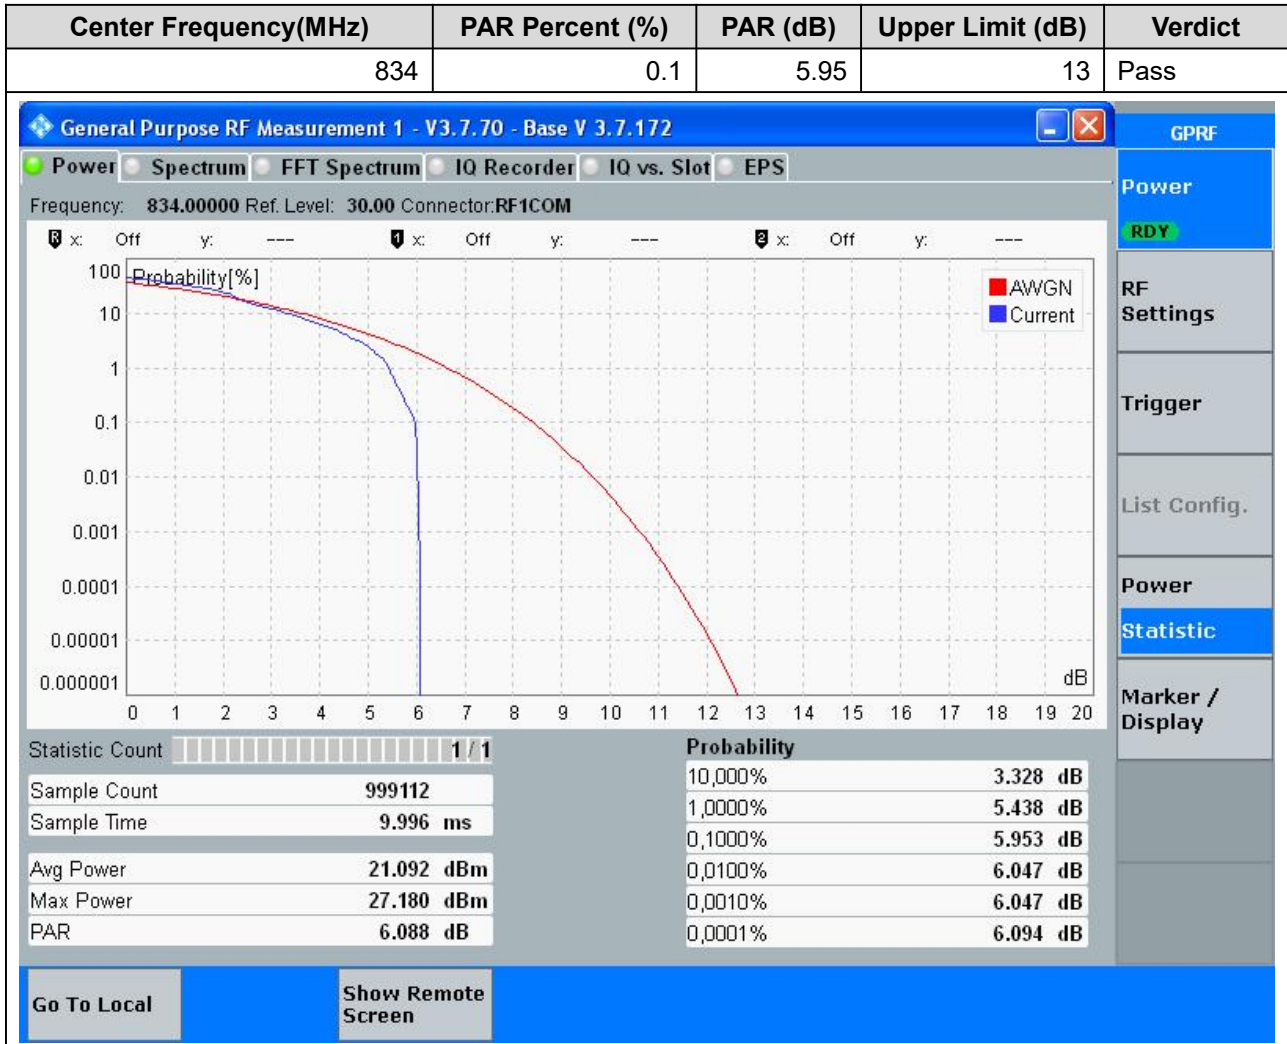 Center Frequency(MHz) PAR Percent (%) PAR (dB) Upper Limit (dB) Verdict
834 0.1 5.95 13 Pass
General Purpose RF Measurement 1 - V3.7.70 - Base V 3.7.172
GPRF
Power Spectrum FFT Spectrum IQ Recorder IQ vs. Slot EPS
Power
RDY
Frequency: 834.00000 Ref. Level: 30.00 Connector:RF1COM
R x: Off y: --- 1 x: Off y: --- 2 x: Off y: ---
Probability[%]
AWGN
Current
100
10
1
0.1
0.01
0.001
0.0001
0.00001
0.000001
dB
0 1 2 3 4 5 6 7 8 9 10 11 12 13 14 15 16 17 18 19 20
RF
Settings
Trigger
List Config.
Power
Statistic
Marker /
Display
Statistic Count 1 / 1
Sample Count 999112
Sample Time 9.996 ms
Avg Power 21.092 dBm
Max Power 27.180 dBm
PAR 6.088 dB
Probability
10,000% 3.328 dB
1,0000% 5.438 dB
0,1000% 5.953 dB
0,0100% 6.047 dB
0,0010% 6.047 dB
0,0001% 6.094 dB
Go To Local
Show Remote
Screen